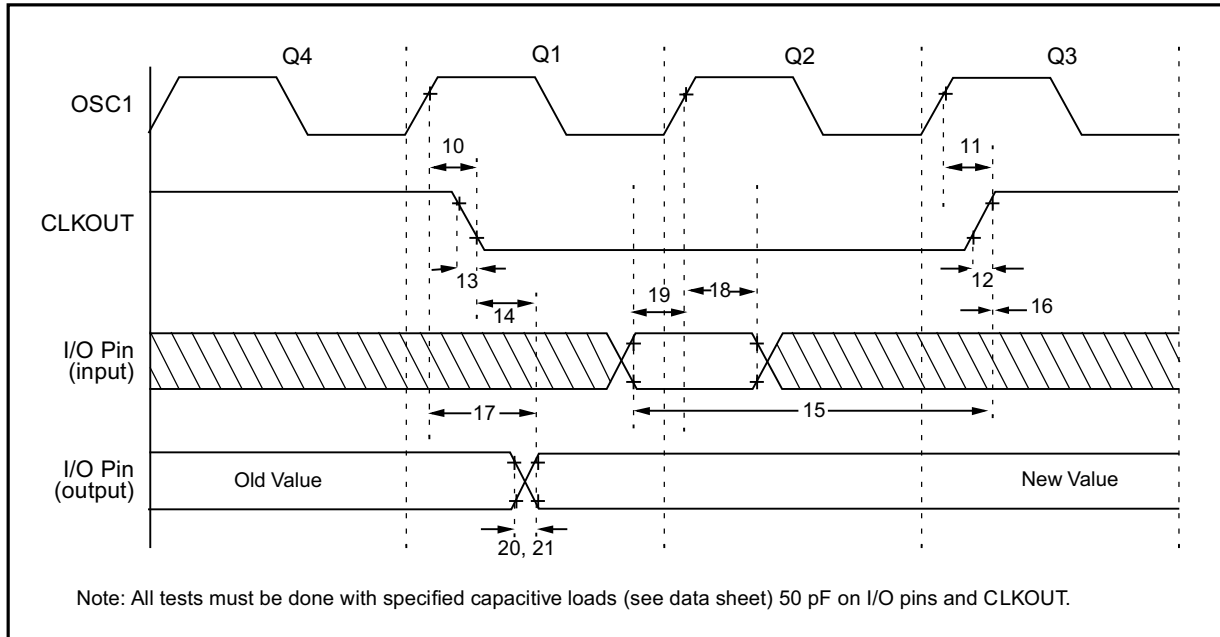 Q4 Q1 Q2 Q3
OSC1
10 11
CLKOUT
13 12
14 19 18 16
I/O Pin
(input)
17 15
I/O Pin
(output)
Old Value New Value
20, 21
Note: All tests must be done with specified capacitive loads (see data sheet) 50 pF on I/O pins and CLKOUT.